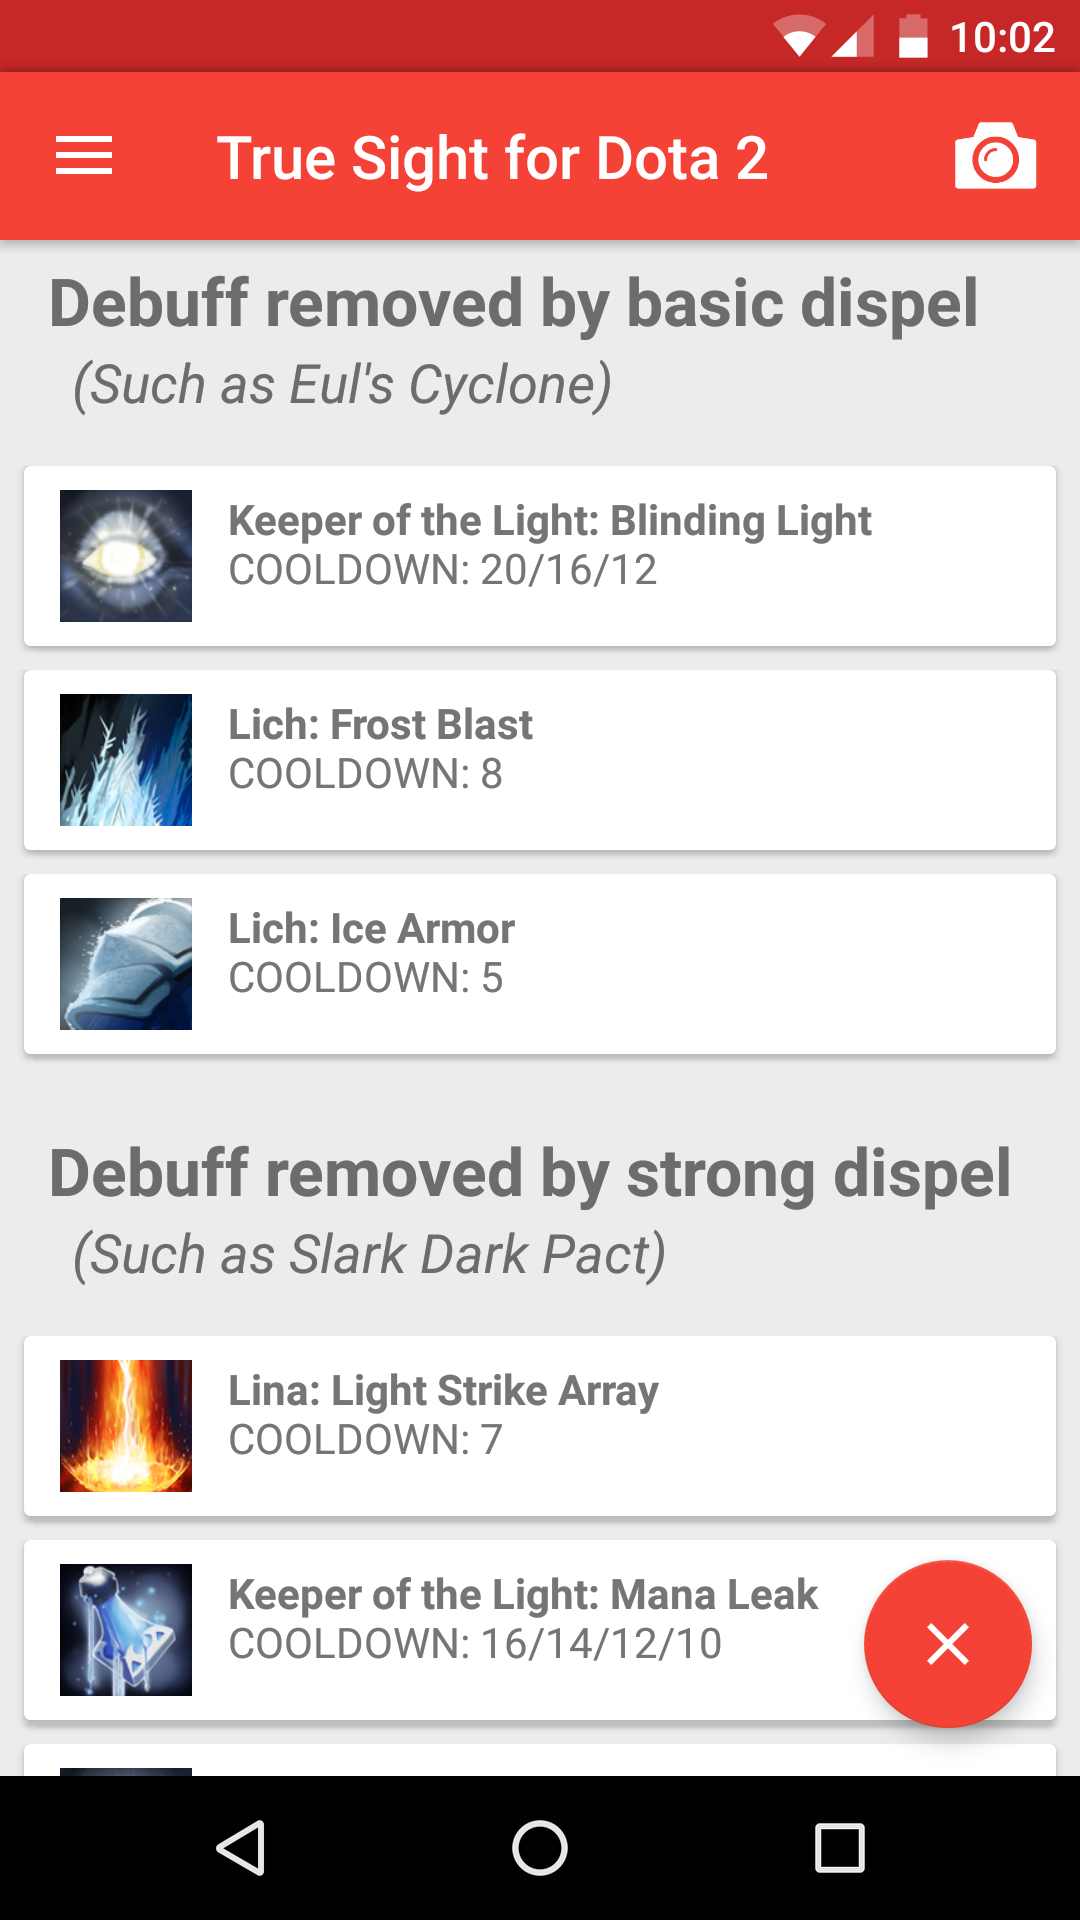 10:02
True Sight for Dota 2
Debuff removed by basic dispel
(Such as Eul's Cyclone)
Keeper of the Light: Blinding Light
COOLDOWN: 20/16/12
Lich: Frost Blast
COOLDOWN: 8
Lich: Ice Armor
COOLDOWN: 5
Debuff removed by strong dispel
(Such as Slark Dark Pact)
Lina: Light Strike Array
COOLDOWN: 7
Keeper of the Light: Mana Leak
COOLDOWN: 16/14/12/10